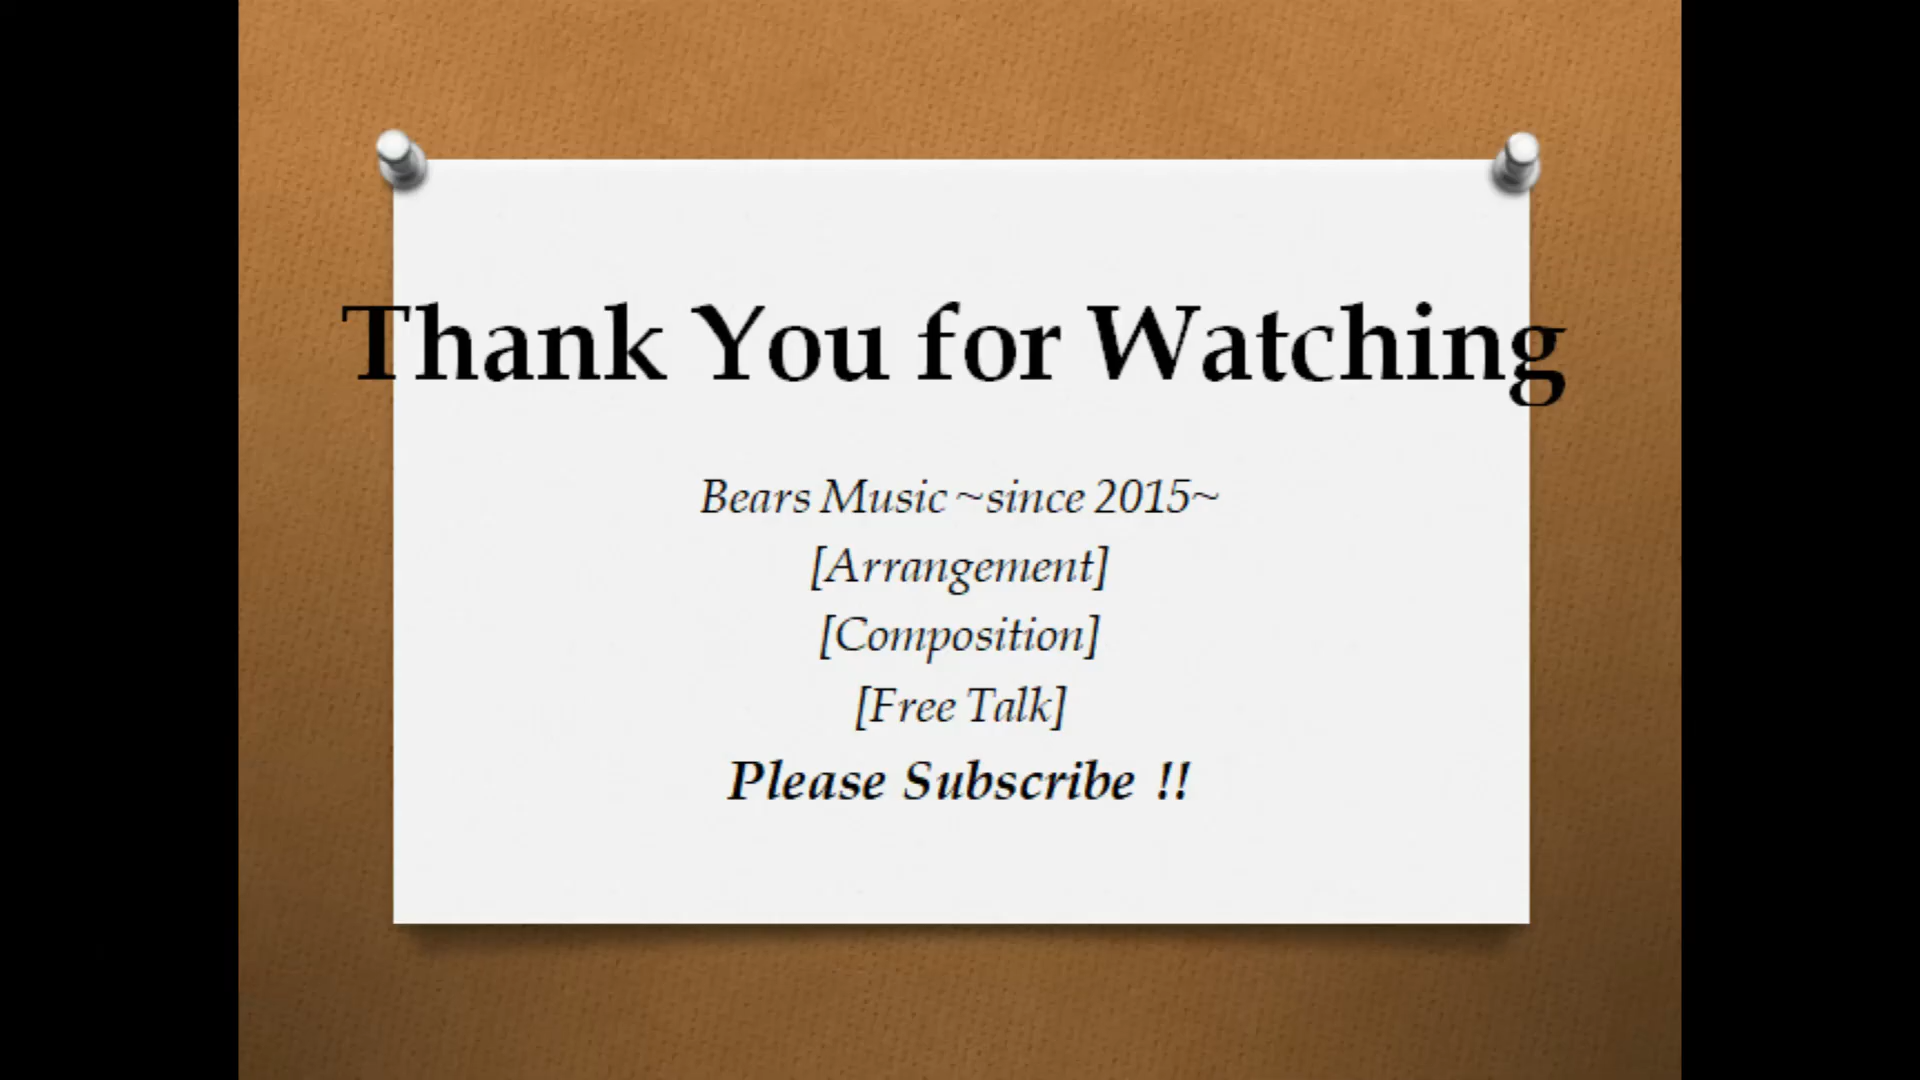 Thank You for Watching
Bears Music ~since 2015~
[Arrangement]
[Composition]
[Free Talk]
Please Subscribe !!